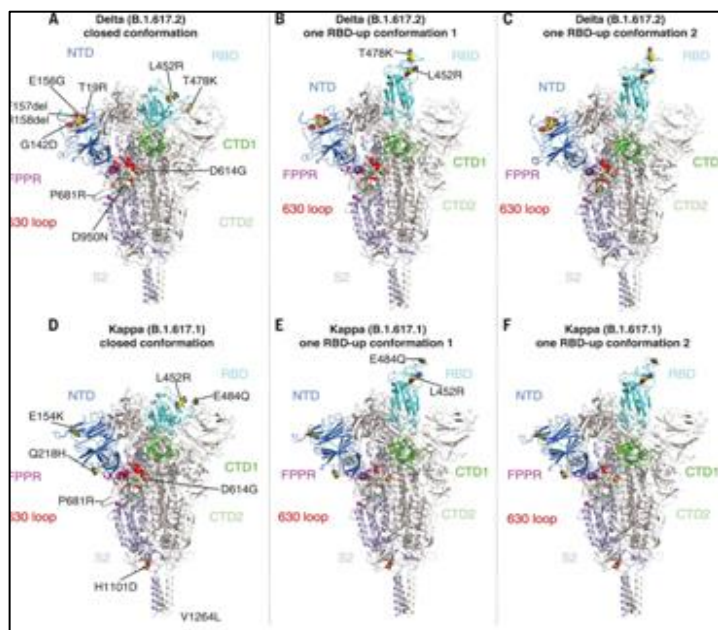 A
Delta (B.1.617.2)
closed conformation
NTD
RBD
E156G
T19R
L452R
T478K
F157del
R158del
G142D
CTD1
FPPR
D614G
P681R
630 loop
CTD2
D950N
S2
B
Delta (B.1.617.2)
one RBD-up conformation 1
T478K
RBD
L452R
NTD
CTD1
FPPR
630 loop
CTD2
S2
C
Delta (B.1.617.2)
one RBD-up conformation 2
RBD
NTD
CTD1
FPPR
630 loop
CTD2
S2
D
Kappa (B.1.617.1)
closed conformation
L452R
RBD
NTD
E484Q
E154K
Q218H
CTD1
FPPR
D614G
P681R
630 loop
CTD2
S2
H1101D
V1264L
E
Kappa (B.1.617.1)
one RBD-up conformation 1
E484Q
RBD
NTD
L452R
CTD1
FPPR
630 loop
CTD2
S2
F
Kappa (B.1.617.1)
one RBD-up conformation 2
RBD
NTD
CTD1
FPPR
630 loop
CTD2
S2